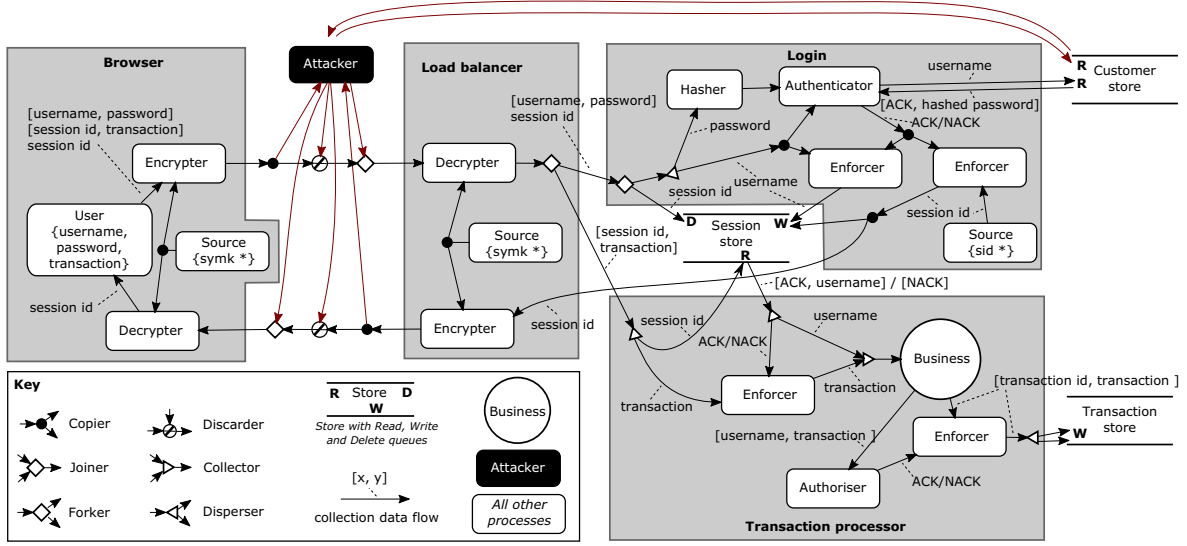 Browser
[username, password]
[session id, transaction]
session id
Encrypter
User
{username,
password,
transaction}
Source
{symk *}
session id
Decrypter
Attacker
Load balancer
Decrypter
Source
{symk *}
Encrypter
session id
[username, password]
session id
[session id,
transaction]
Login
Hasher
Authenticator
password
username
[ACK, hashed password]
ACK/NACK
Enforcer
Enforcer
session id
username
session id
Source
{sid *}
R
R
Customer
store
D
W
Session
store
R
[ACK, username] / [NACK]
session id
username
ACK/NACK
Business
transaction
transaction
Enforcer
[transaction id, transaction ]
[username, transaction ]
Enforcer
Transaction
store
W
Authoriser
ACK/NACK
Transaction processor
Key
Copier
Discarder
Joiner
Collector
Forker
Disperser
R Store D
W
Store with Read, Write
and Delete queues
[x, y]
collection data flow
Business
Attacker
All other
processes